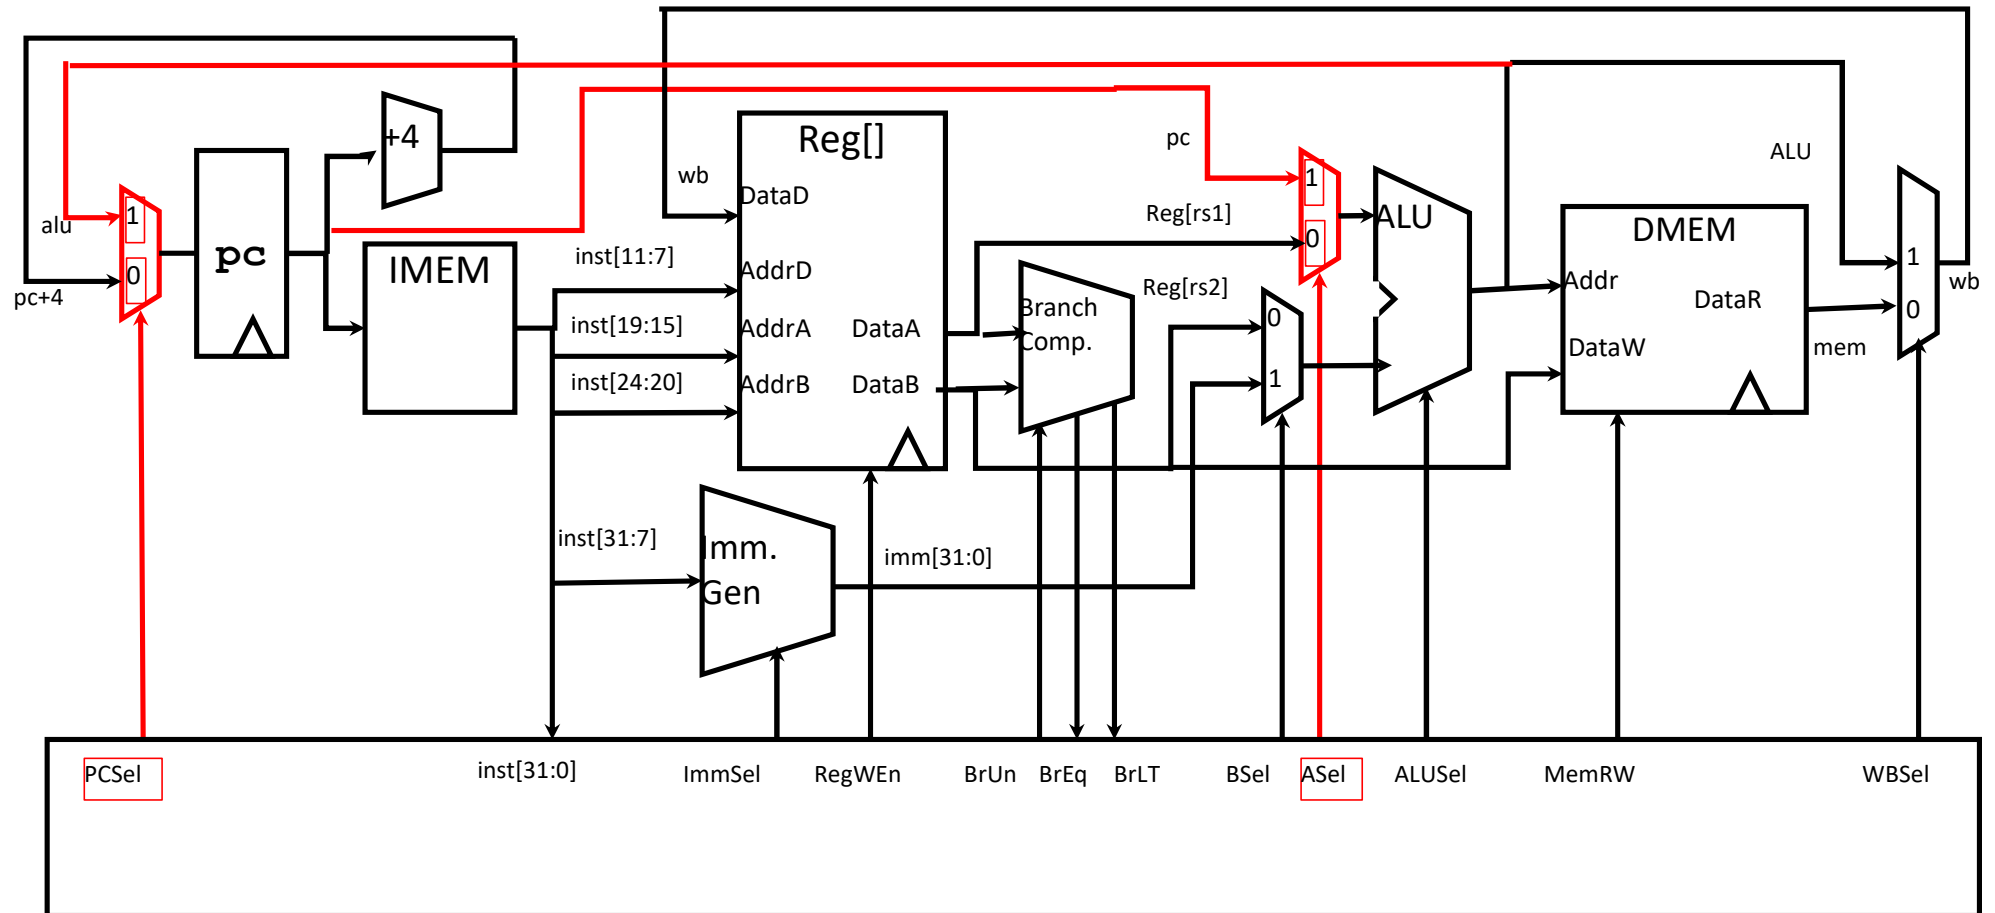 +4
Reg[]
pc
ALU
wb
1
DataD
Reg[rs1]
ALU
1
alu
0
DMEM
pc
IMEM
inst[11:7]
AddrD
1
0
pc+4
Reg[rs2]
Addr
DataR
wb
Branch
Comp.
0
0
inst[19:15]
AddrA
DataA
DataW
mem
inst[24:20]
AddrB
DataB
1
inst[31:7]
Imm.
Gen
imm[31:0]
PCSel
inst[31:0]
ImmSel
RegWEn
BrUn
BrEq
BrLT
BSel
ASel
ALUSel
MemRW
WBSel